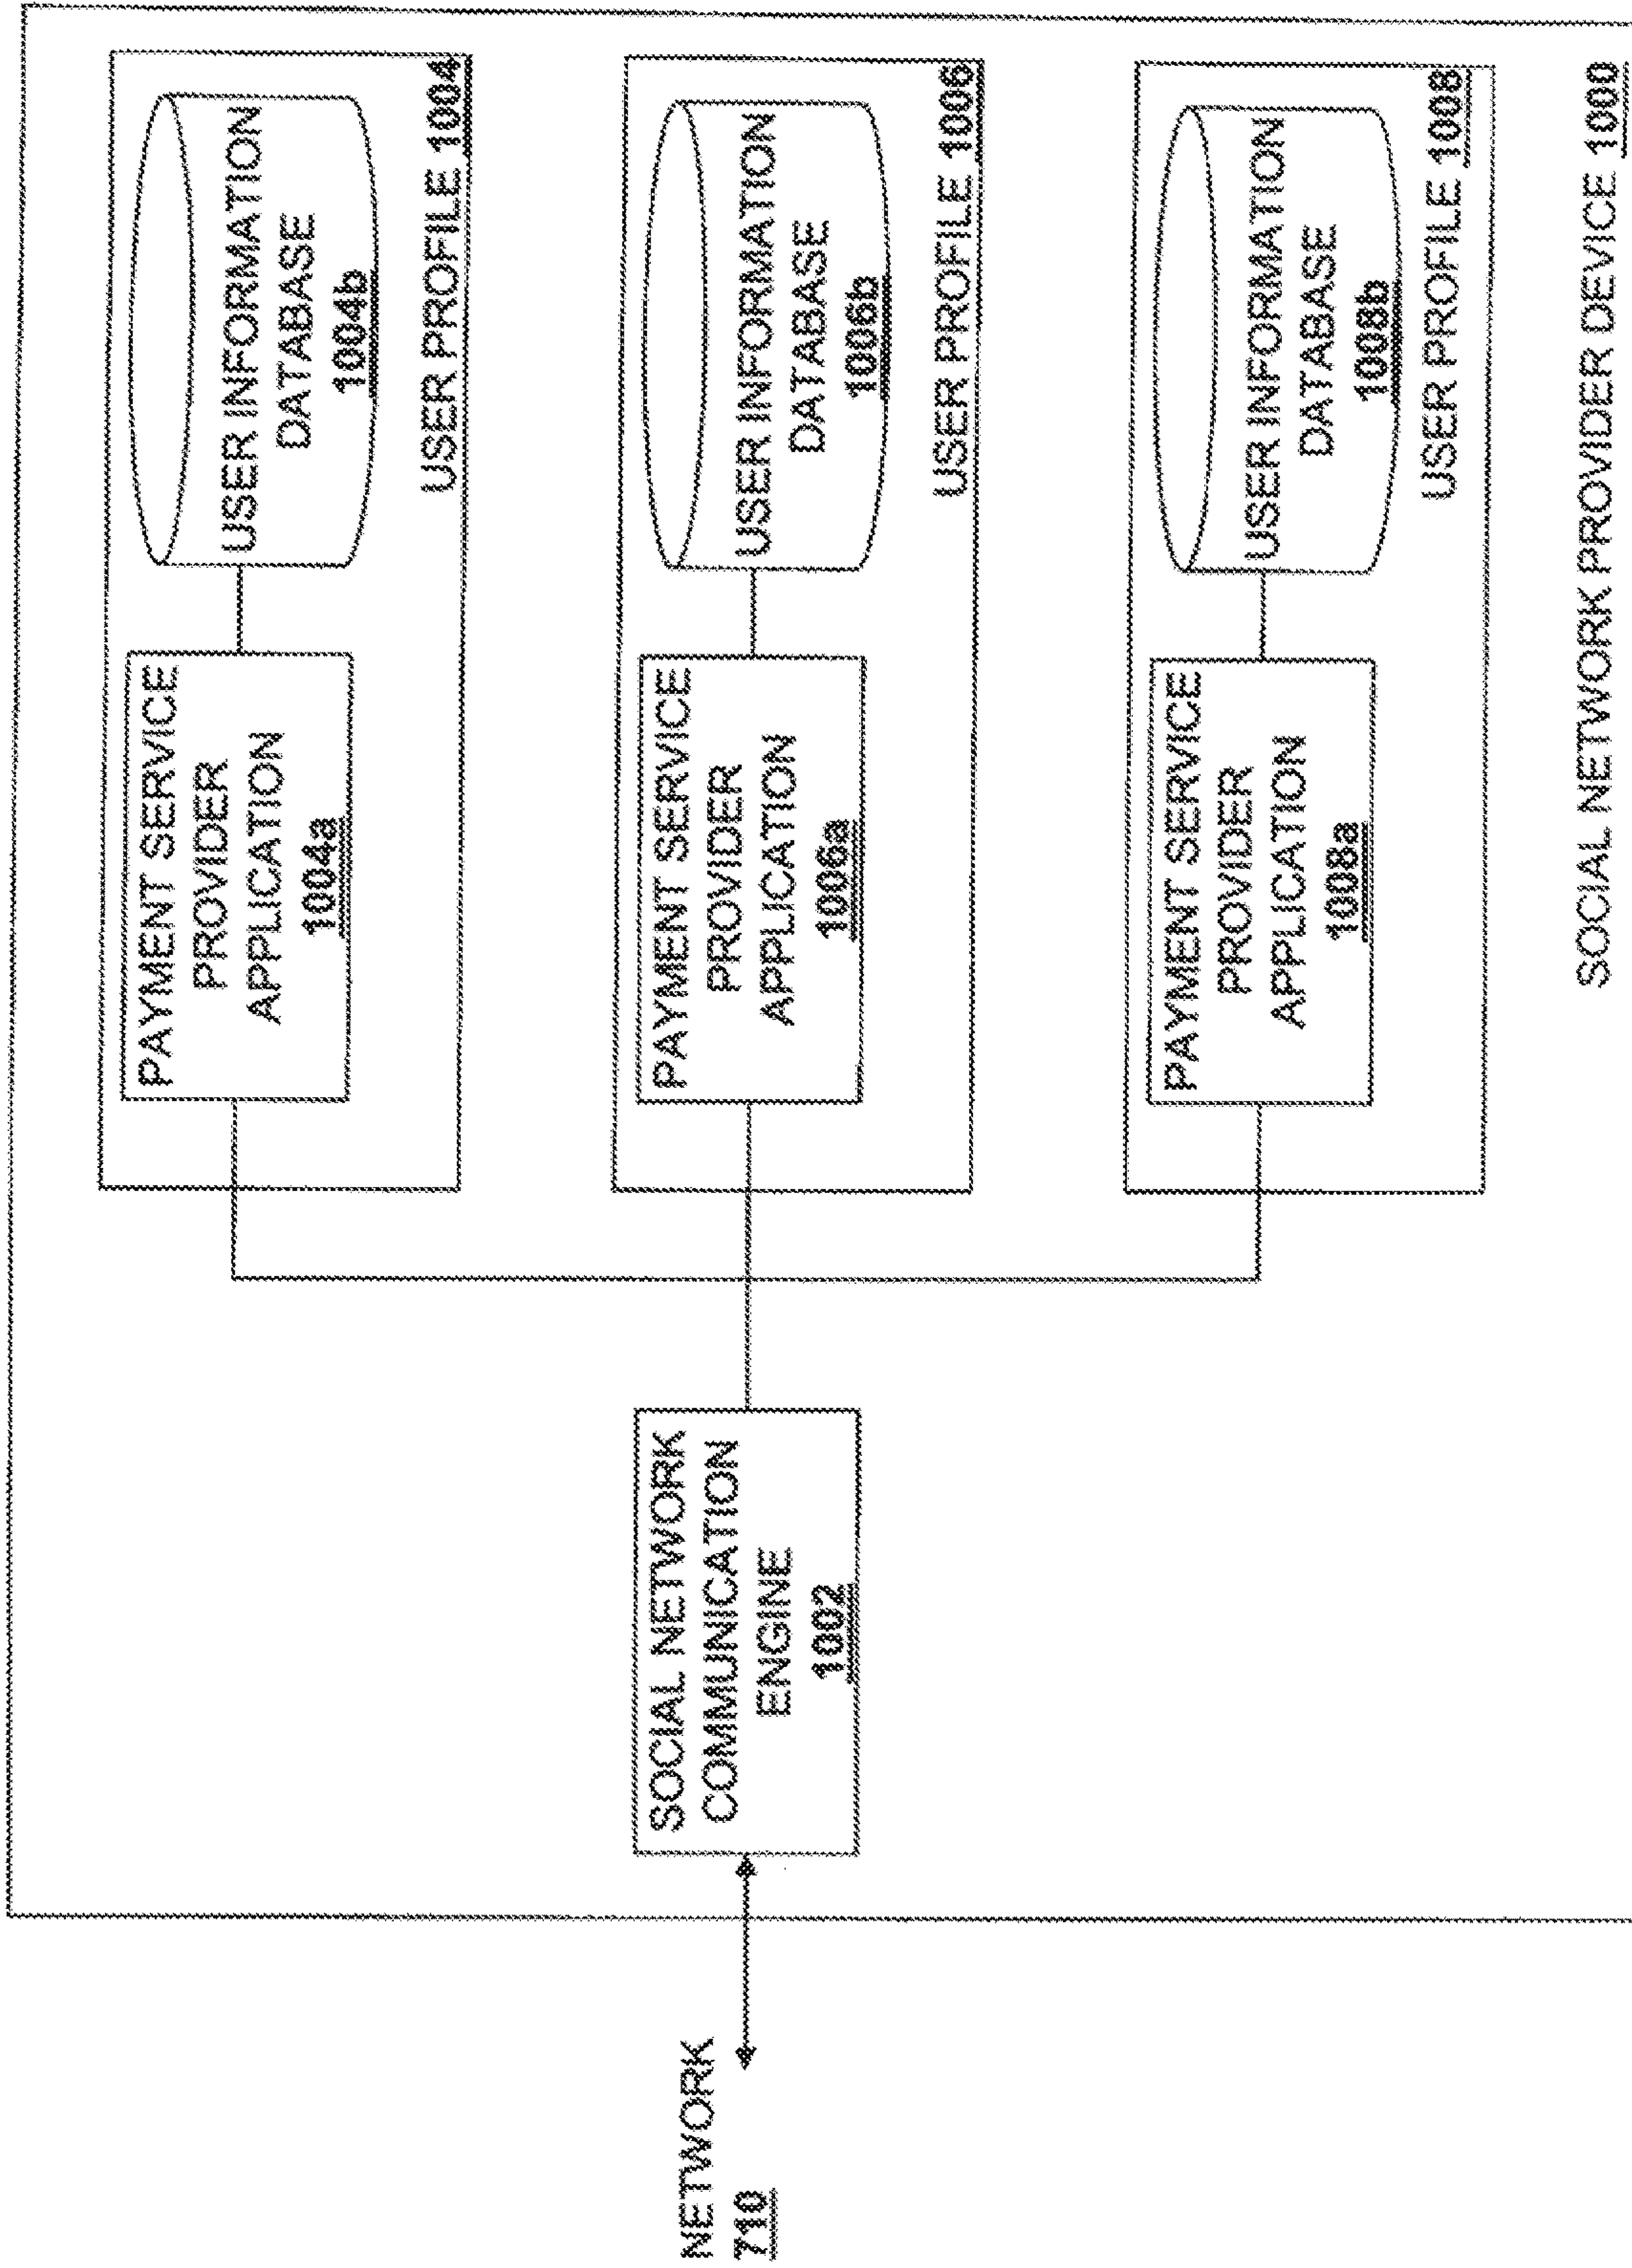 NETWORK
710
SOCIAL NETWORK
COMMUNICATION
ENGINE
1002
PAYMENT SERVICE
PROVIDER
APPLICATION
1004a
USER INFORMATION
DATABASE
1004b
USER PROFILE 1004
PAYMENT SERVICE
PROVIDER
APPLICATION
1006a
USER INFORMATION
DATABASE
1006b
USER PROFILE 1006
PAYMENT SERVICE
PROVIDER
APPLICATION
1008a
USER INFORMATION
DATABASE
1008b
USER PROFILE 1008
SOCIAL NETWORK PROVIDER DEVICE 1000